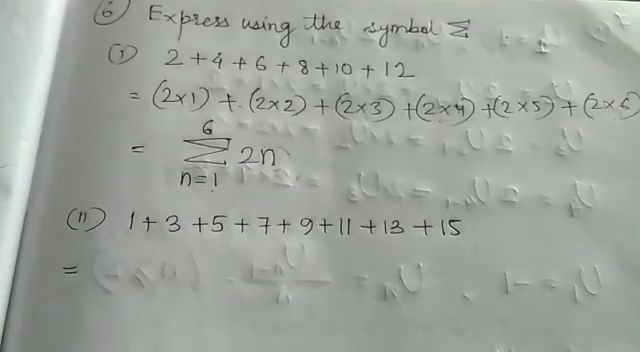 ⑥ Express using the symbol Σ
(i) 2+4+6+8+10+12
= (2×1) + (2×2) + (2×3) + (2×4) + (2×5) + (2×6)
= 6 Σ n=1 2n
(ii) 1+3+5+7+9+11+13+15
=